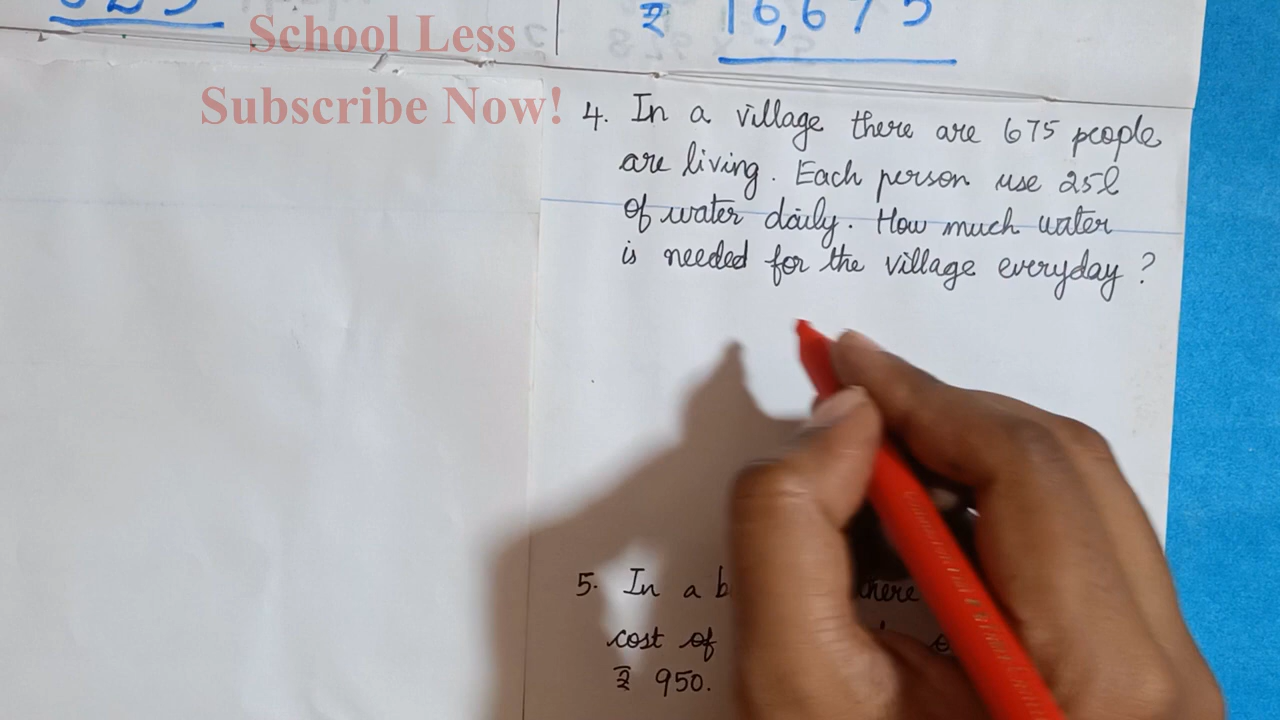 School Less
Subscribe Now!
₹ 16,675
4. In a village there are 675 people
are living. Each person use 25l
of water daily. How much water
is needed for the village everyday ?
5. In a
cost of
₹ 950.